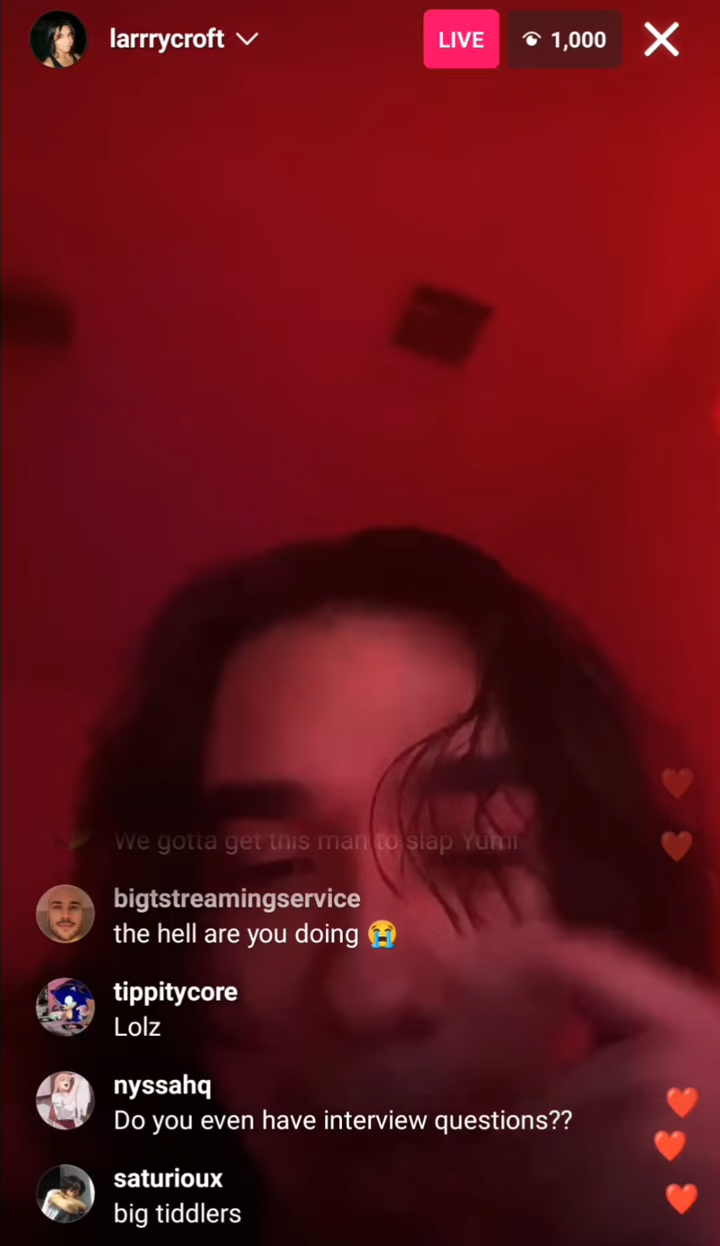 larrrycroft
LIVE
1,000
We gotta get this man to slap Yumi
bigtstreamingservice
the hell are you doing 😭
tippitycore
Lolz
nyssahq
Do you even have interview questions??
saturioux
big tiddlers